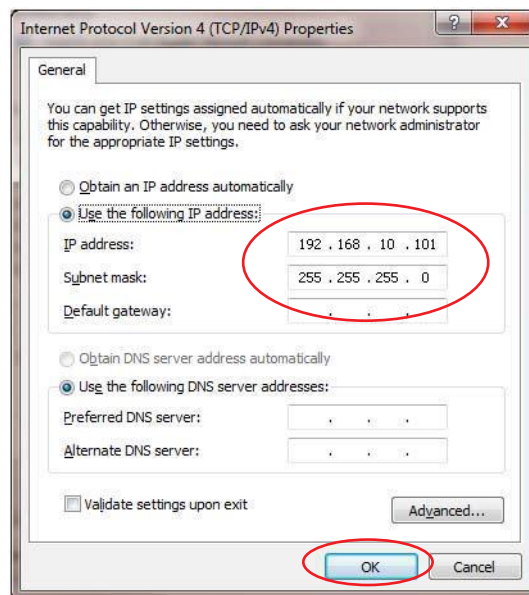 Internet Protocol Version 4 (TCP/IPv4) Properties
?
General
You can get IP settings assigned automatically if your network supports
this capability. Otherwise, you need to ask your network administrator
for the appropriate IP settings.
Obtain an IP address automatically
Use the following IP address:
IP address: 192 . 168 . 10 . 101
Subnet mask: 255 . 255 . 255 . 0
Default gateway: . . .
Obtain DNS server address automatically
Use the following DNS server addresses:
Preferred DNS server: . . .
Alternate DNS server: . . .
Validate settings upon exit
Advanced...
OK Cancel